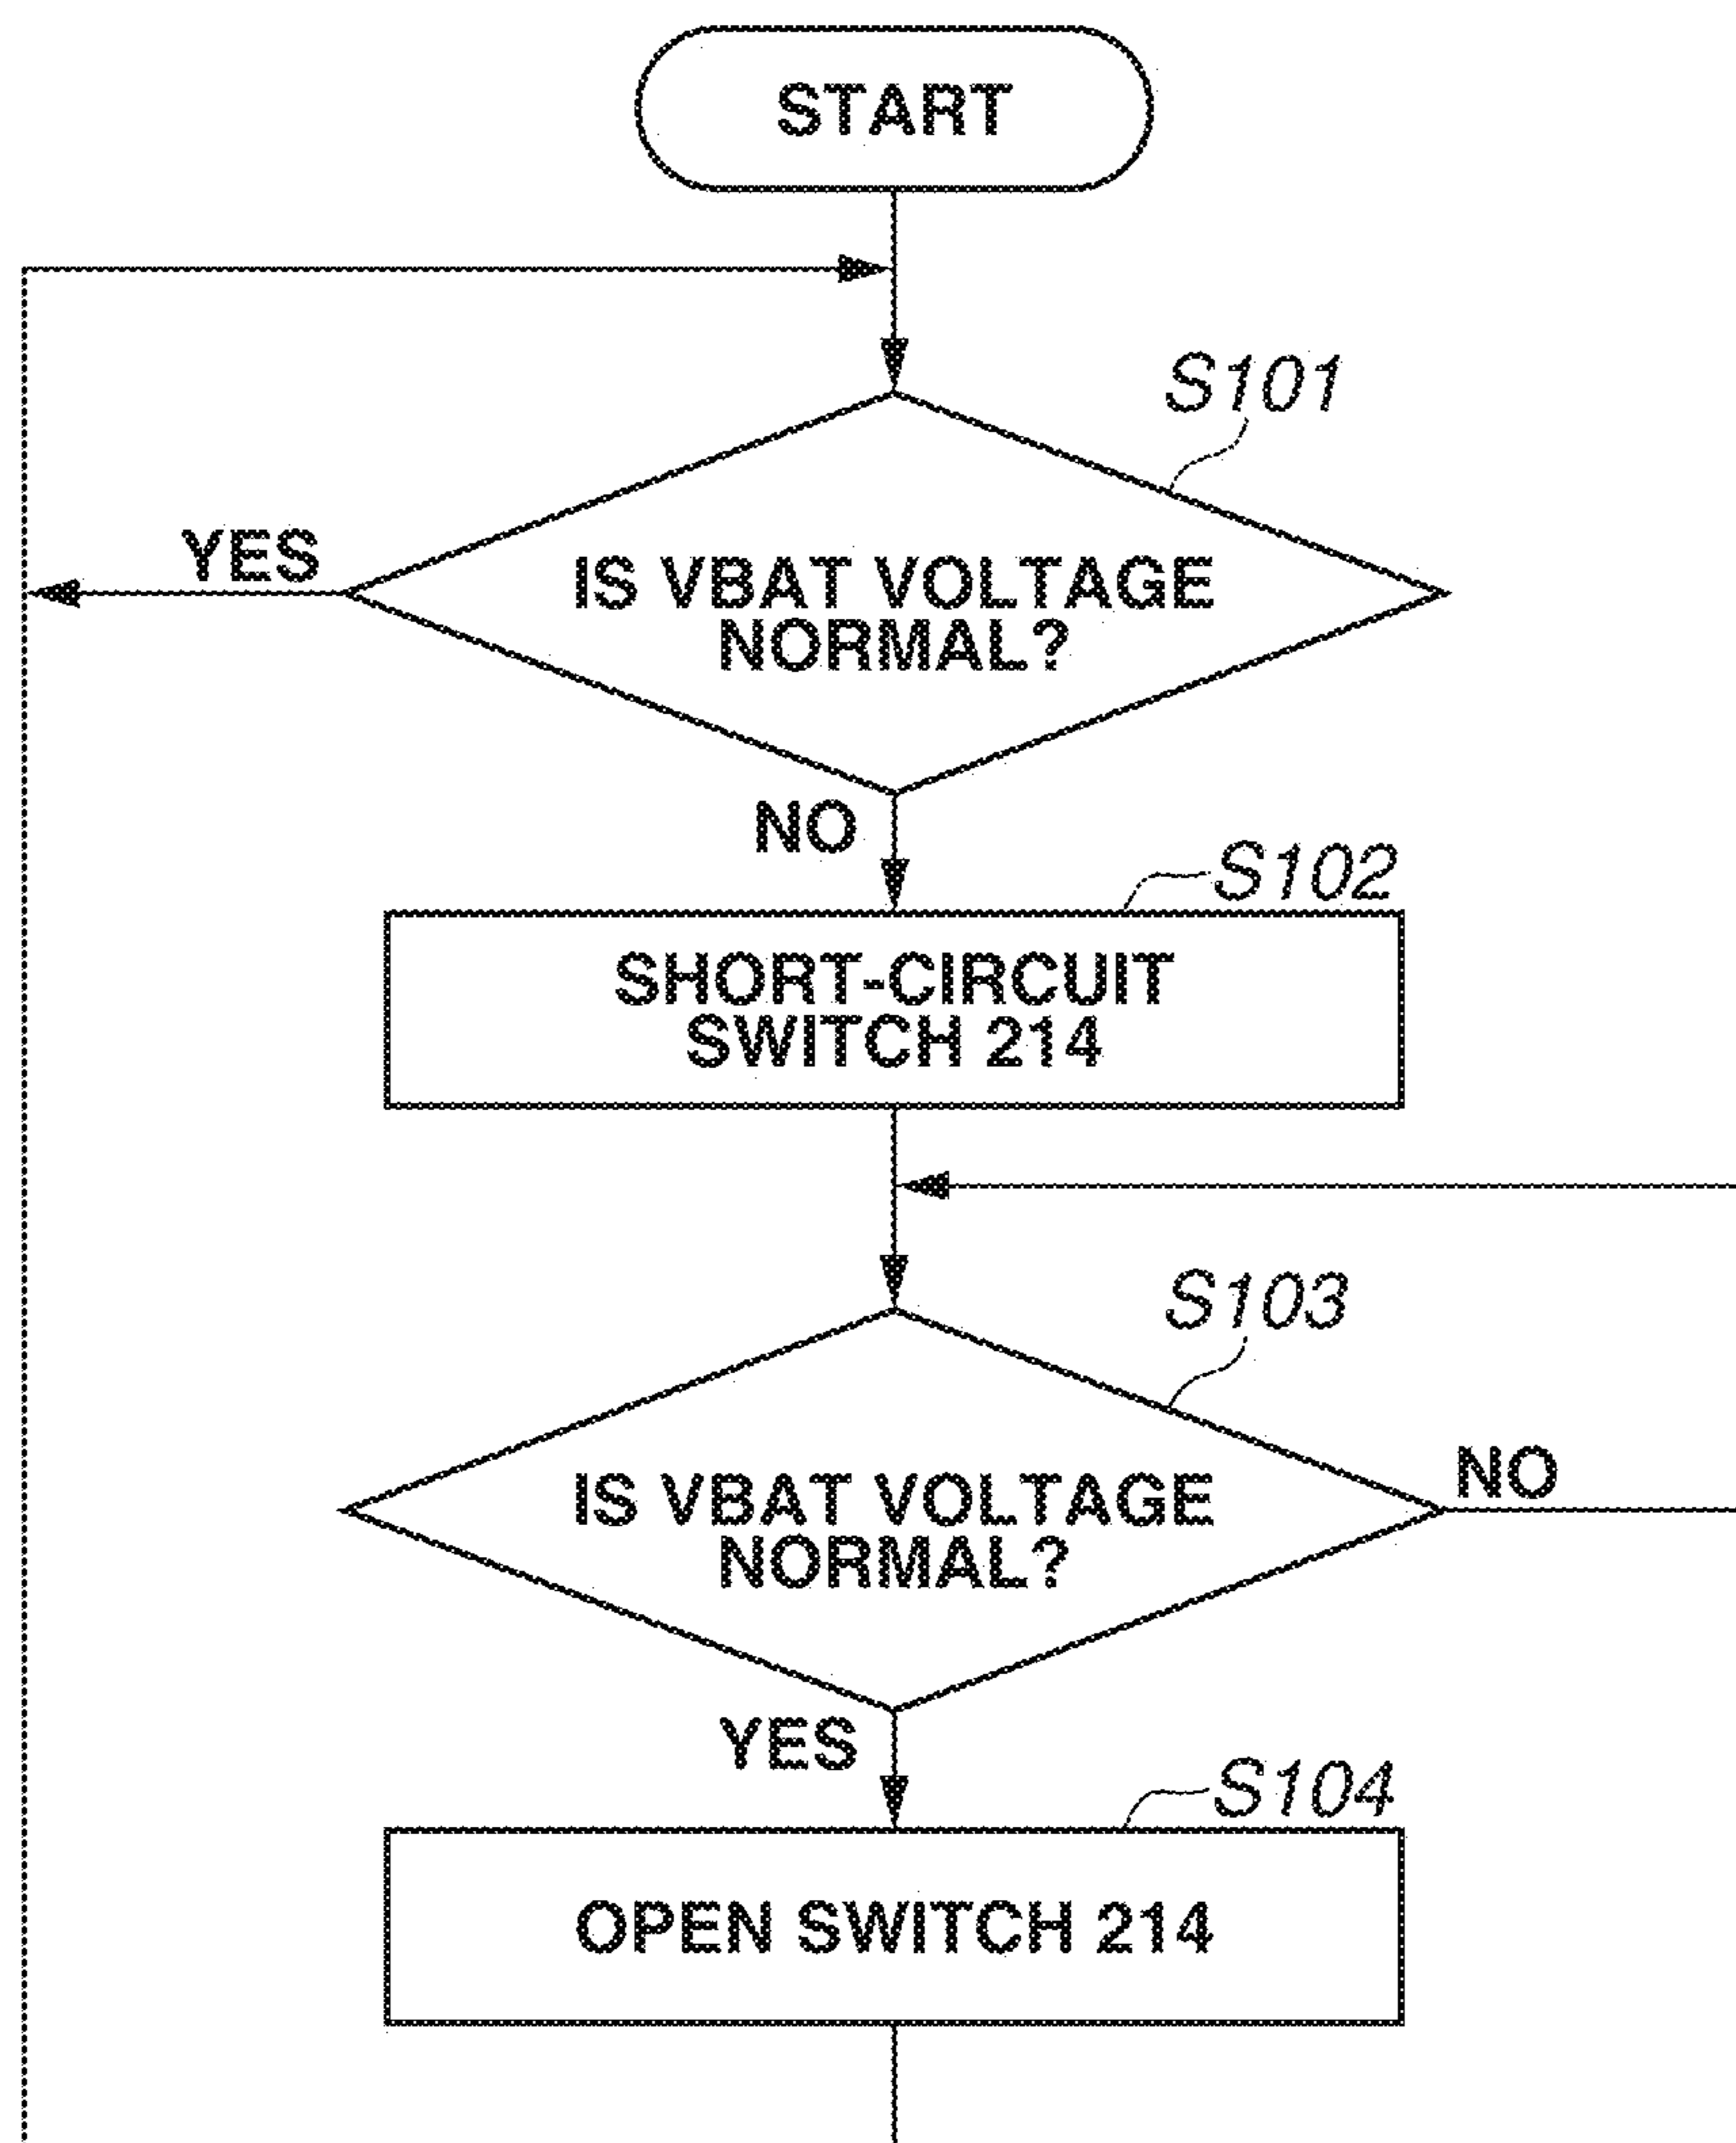 START
S101
YES
IS VBAT VOLTAGE
NORMAL?
NO
S102
SHORT-CIRCUIT
SWITCH 214
S103
IS VBAT VOLTAGE
NORMAL?
NO
YES
S104
OPEN SWITCH 214